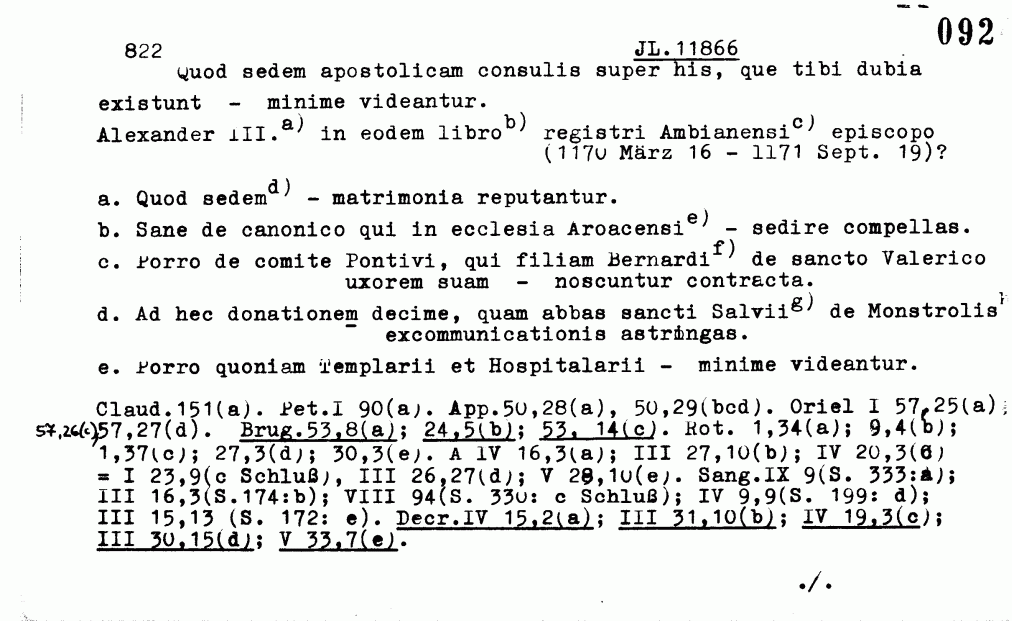 092
822 JL.11866
Quod sedem apostolicam consulis super his, que tibi dubia
existunt - minime videantur.
Alexander III.a) in eodem librob) registri Ambianensic) episcopo
(1170 März 16 - 1171 Sept. 19)?
a. Quod sedemd) - matrimonia reputantur.
b. Sane de canonico qui in ecclesia Aroacensie) - sedire compellas.
c. Porro de comite Pontivi, qui filiam Bernardif) de sancto Valerico
uxorem suam - noscuntur contracta.
d. Ad hec donationem decime, quam abbas sancti Salviig) de Monstrolis
excommunicationis astringas.
e. Porro quoniam Templarii et Hospitalarii - minime videantur.
Claud.151(a). Pet.I 90(a). App.50,28(a), 50,29(bcd). Oriel I 57,25(a);
57,26(c) 57,27(d). Brug.53,8(a); 24,5(b); 53, 14(c). Rot. 1,34(a); 9,4(b);
1,37(c); 27,3(d); 30,3(e). A IV 16,3(a); III 27,10(b); IV 20,3(c)
= I 23,9(c Schluß), III 26,27(d); V 28,10(e). Sang.IX 9(S. 333:a);
III 16,3(S.174:b); VIII 94(S. 330: c Schluß); IV 9,9(S. 199: d);
III 15,13 (S. 172: e). Decr.IV 15,2(a); III 31,10(b); IV 19,3(c);
III 30,15(d); V 33,7(e).
./.